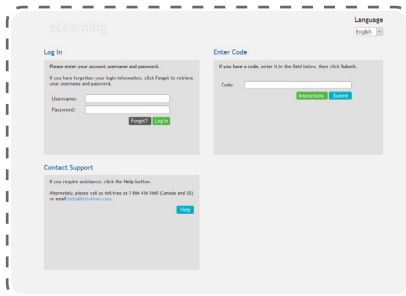 Language
eLearning
English
Log In
Please enter your account username and password.
If you have forgotten your login information, click Forgot to retrieve
your username and password.
Username:
Password:
Forgot? Log In
Enter Code
If you have a code, enter it in the field below, then click Submit.
Code:
Instructions Submit
Contact Support
If you require assistance, click the Help button.
Alternately, please call us toll-free at 1-866-416-1660 (Canada and US)
or email
Help